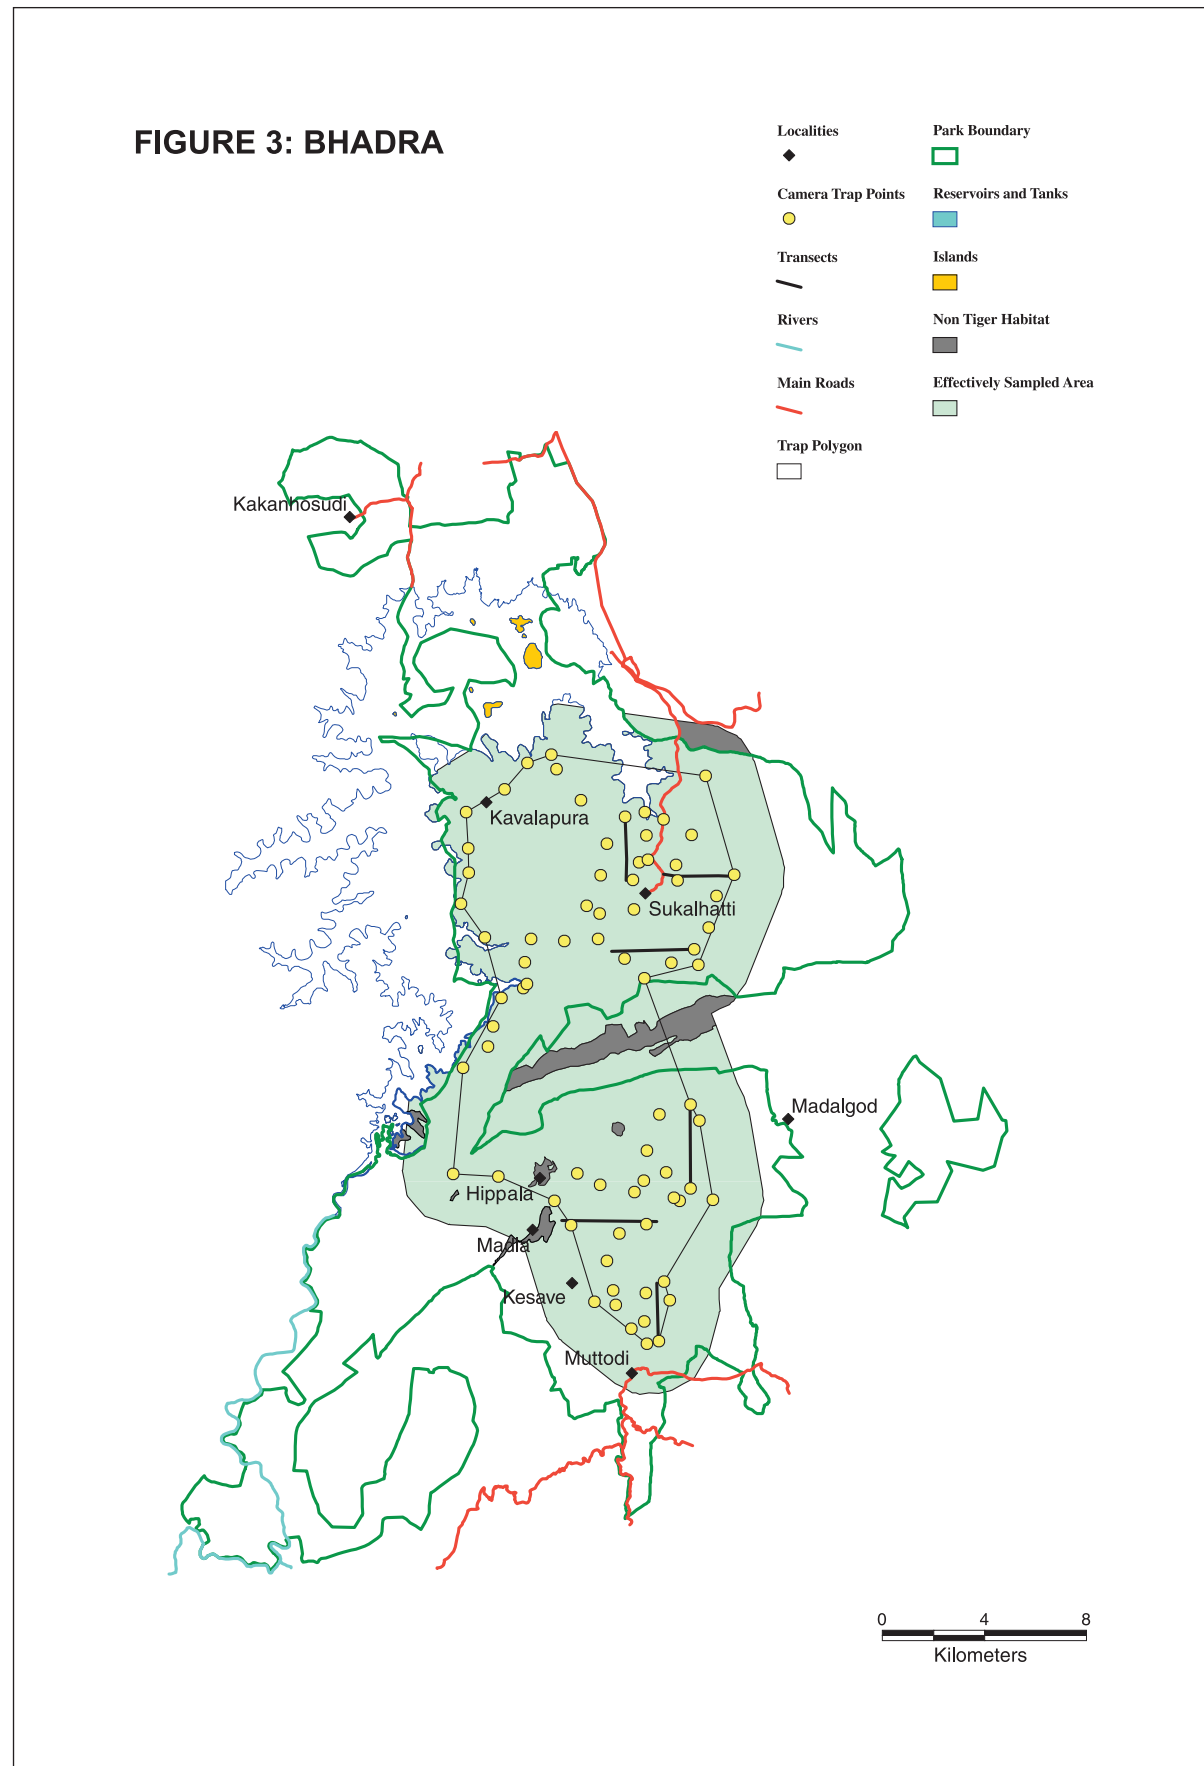 FIGURE 3: BHADRA
Localities
Park Boundary
Camera Trap Points
Reservoirs and Tanks
Transects
Islands
Rivers
Non Tiger Habitat
Main Roads
Effectively Sampled Area
Trap Polygon
Kakanhosudi
Kavalapura
Sukalhatti
Madalgod
Hippala
Madla
Kesave
Muttodi
0 4 8
Kilometers